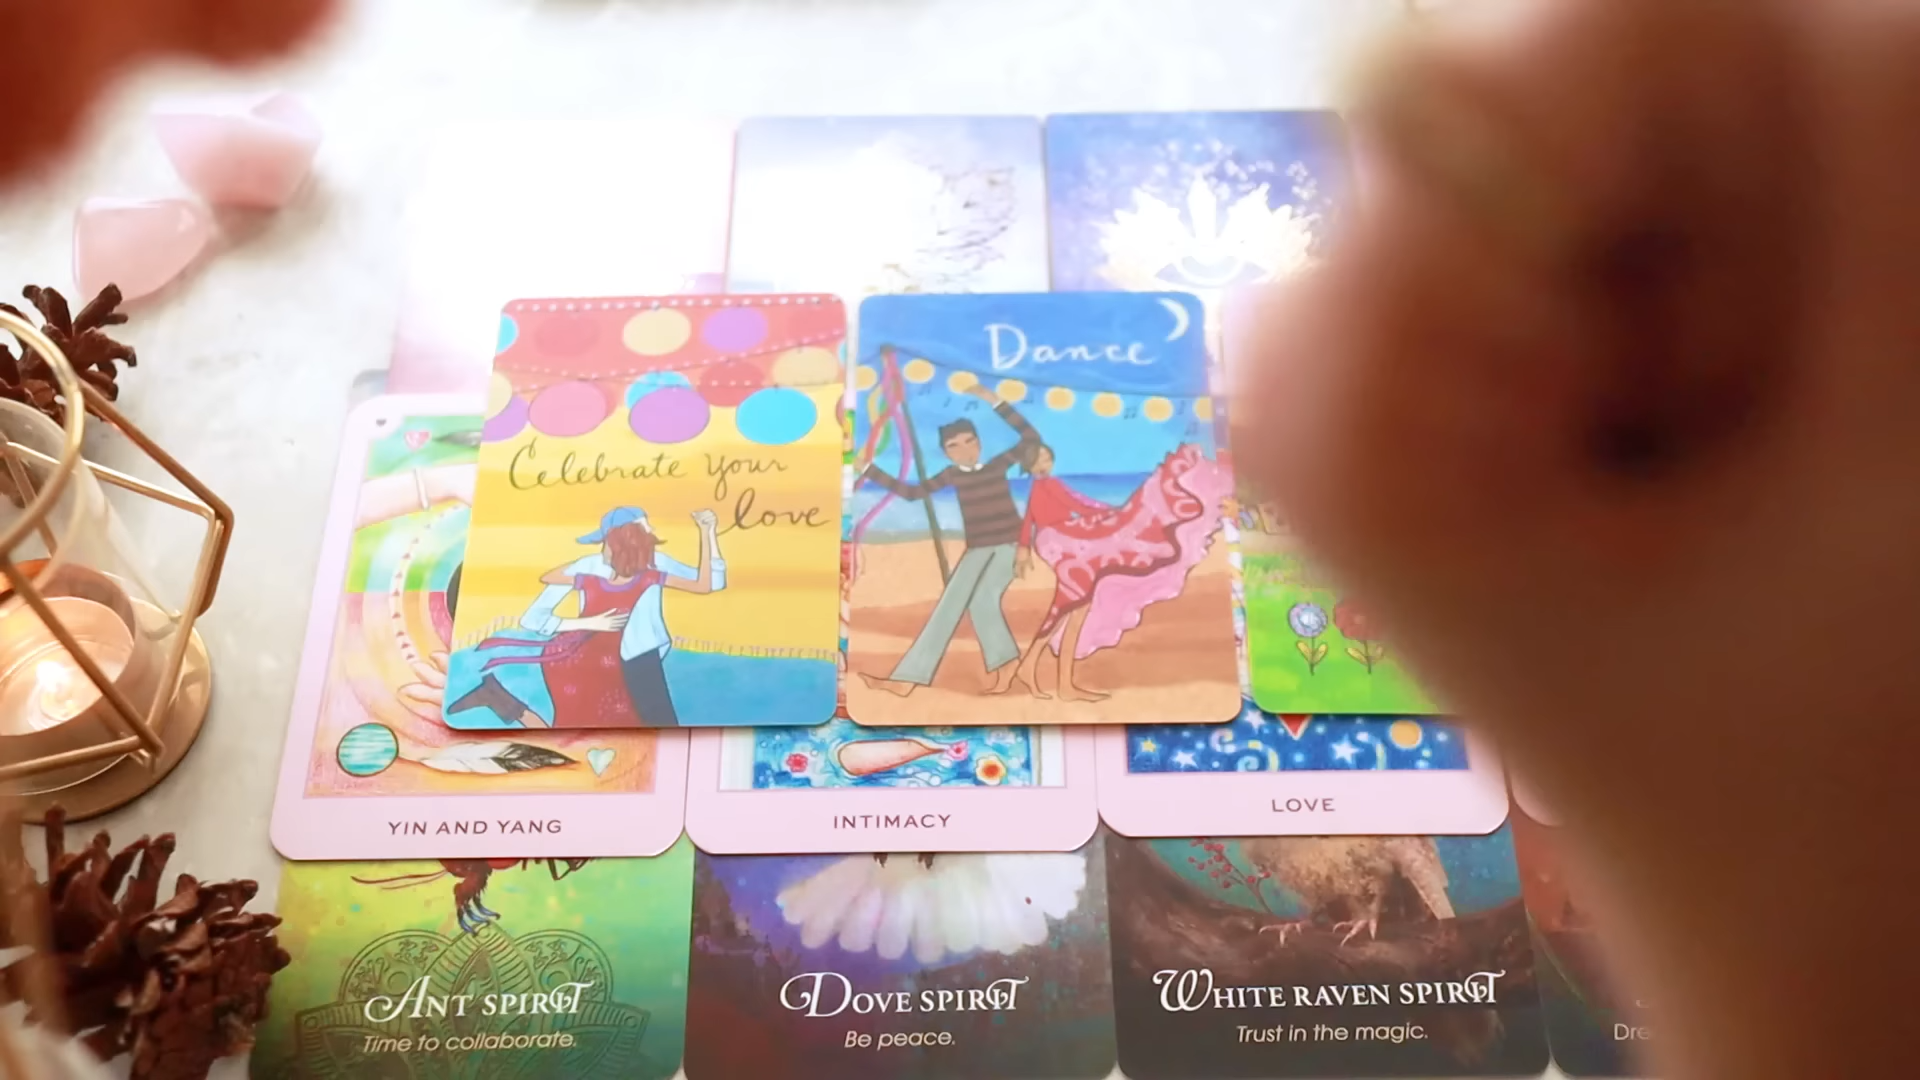 Dance
Celebrate your
love
YIN AND YANG
INTIMACY
LOVE
ANT SPIRIT
Time to collaborate.
DOVE SPIRIT
Be peace.
WHITE RAVEN SPIRIT
Trust in the magic.